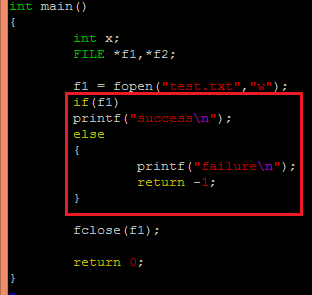 int main()
{
int x;
FILE *f1,*f2;
f1 = fopen("test.txt","w");
if(f1)
printf("success\n");
else
{
printf("failure\n");
return -1;
}
fclose(f1);
return 0;
}